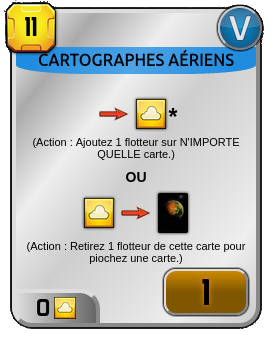 11
V
CARTOGRAPHES AÉRIENS
*
(Action : Ajoutez 1 flotteur sur N'IMPORTE
QUELLE carte.)
OU
(Action : Retirez 1 flotteur de cette carte pour
piochez une carte.)
1
0